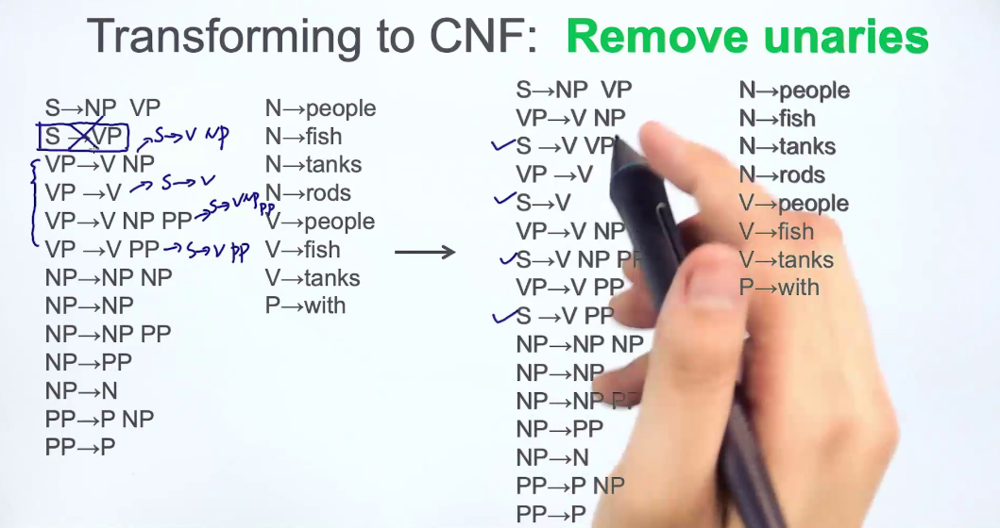 Transforming to CNF: Remove unaries
S→NP VP
S→VP
VP→V NP
VP→V
VP→V NP PP
VP→V PP
NP→NP NP
NP→NP
NP→NP PP
NP→PP
NP→N
PP→P NP
PP→P
S→V NP
S→V
S→V NP PP
S→V PP
N→people
N→fish
N→tanks
N→rods
V→people
V→fish
V→tanks
P→with
S→NP VP
VP→V NP
S→V VP
VP→V
S→V
VP→V NP
S→V NP PP
VP→V PP
S→V PP
NP→NP NP
NP→NP
NP→NP PP
NP→PP
NP→N
PP→P NP
PP→P
N→people
N→fish
N→tanks
N→rods
V→people
V→fish
V→tanks
P→with